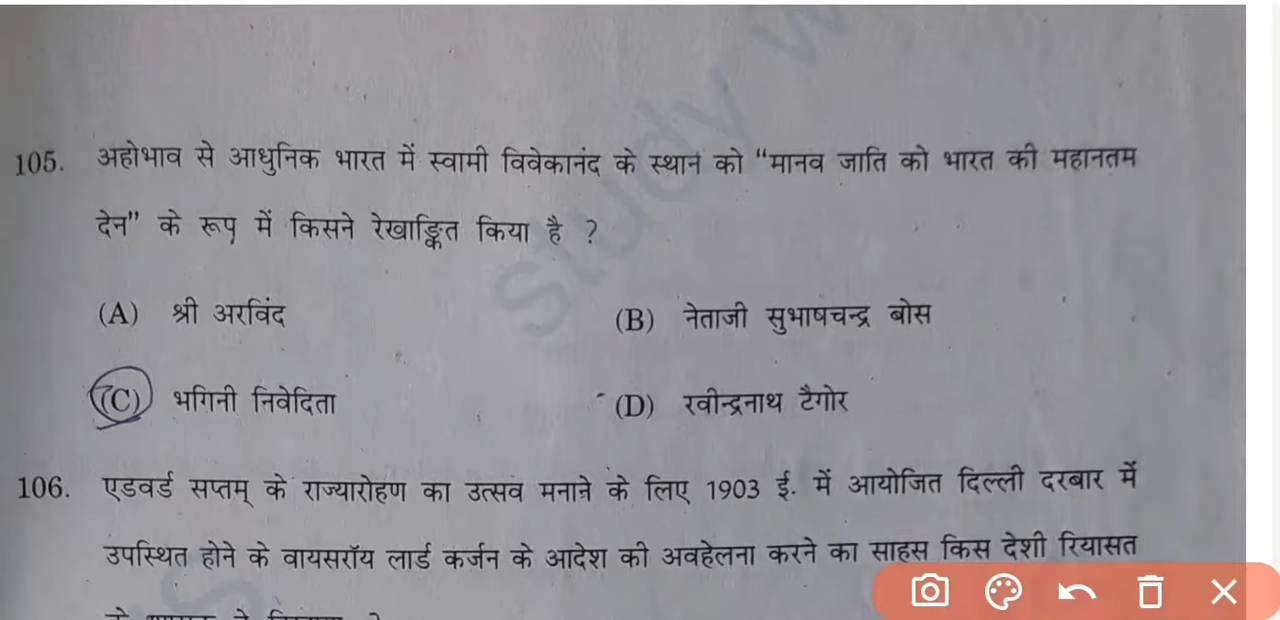 105. अहोभाव से आधुनिक भारत में स्वामी विवेकानंद के स्थान को “मानव जाति को भारत की महानतम
देन” के रूप में किसने रेखाङ्कित किया है ?
(A) श्री अरविंद (B) नेताजी सुभाषचन्द्र बोस
(C) भगिनी निवेदिता (D) रवीन्द्रनाथ टैगोर
106. एडवर्ड सप्तम् के राज्यारोहण का उत्सव मनाने के लिए 1903 ई. में आयोजित दिल्ली दरबार में
उपस्थित होने के वायसरॉय लार्ड कर्जन के आदेश की अवहेलना करने का साहस किस देशी रियासत